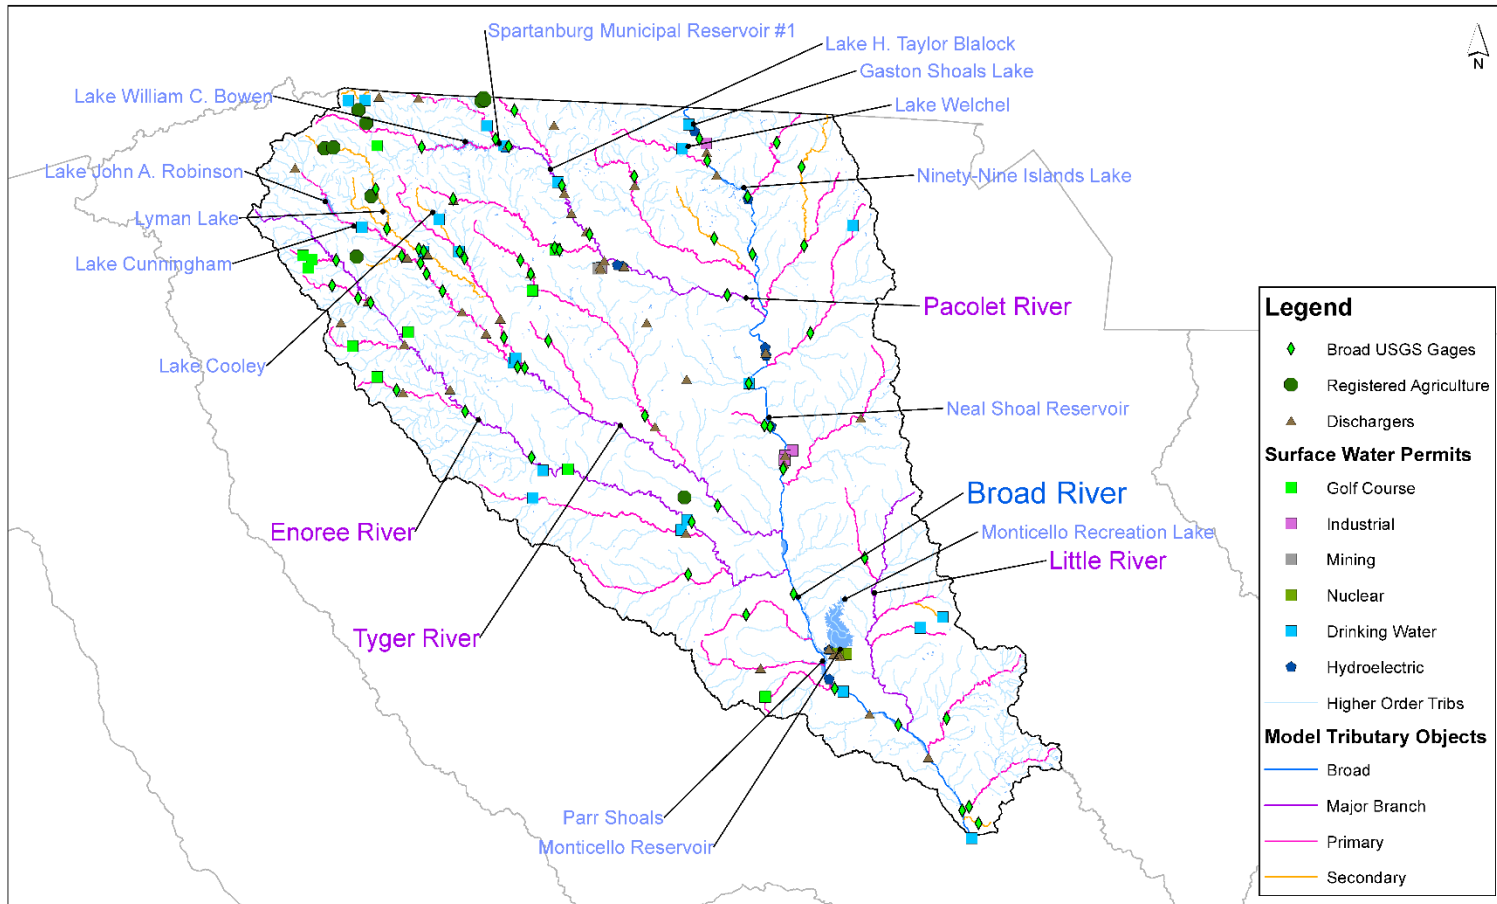 Spartanburg Municipal Reservoir #1
Lake H. Taylor Blalock
Gaston Shoals Lake
Lake William C. Bowen
Lake Welchel
N
Lake John A. Robinson
Ninety-Nine Islands Lake
Lyman Lake
Lake Cunningham
Pacolet River
Lake Cooley
Neal Shoal Reservoir
Broad River
Enoree River
Monticello Recreation Lake
Little River
Tyger River
Parr Shoals
Monticello Reservoir
Legend
Broad USGS Gages
Registered Agriculture
Dischargers
Surface Water Permits
Golf Course
Industrial
Mining
Nuclear
Drinking Water
Hydroelectric
Higher Order Tribs
Model Tributary Objects
Broad
Major Branch
Primary
Secondary